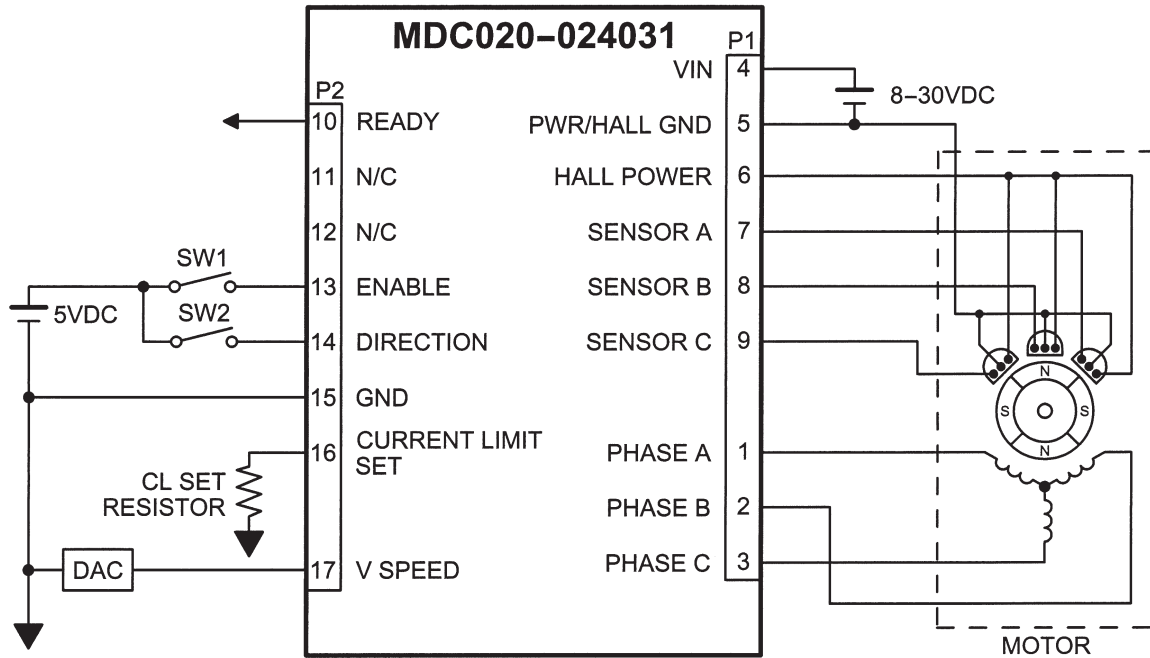 MDC020-024031
P1
VIN 4
8-30VDC
P2
10 READY
PWR/HALL GND 5
11 N/C
HALL POWER 6
12 N/C
SENSOR A 7
SW1
13 ENABLE
SENSOR B 8
5VDC
SW2
14 DIRECTION
SENSOR C 9
N
S
S
N
15 GND
16 CURRENT LIMIT
SET
PHASE A 1
CL SET
RESISTOR
PHASE B 2
DAC
17 V SPEED
PHASE C 3
MOTOR